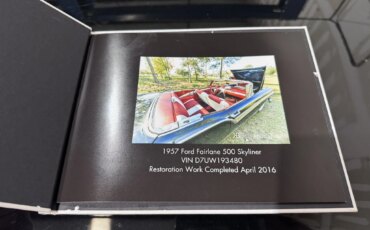 1957 Ford Fairlane 500 Skyliner
VIN D7UW193480
Restoration Work Completed April 2016